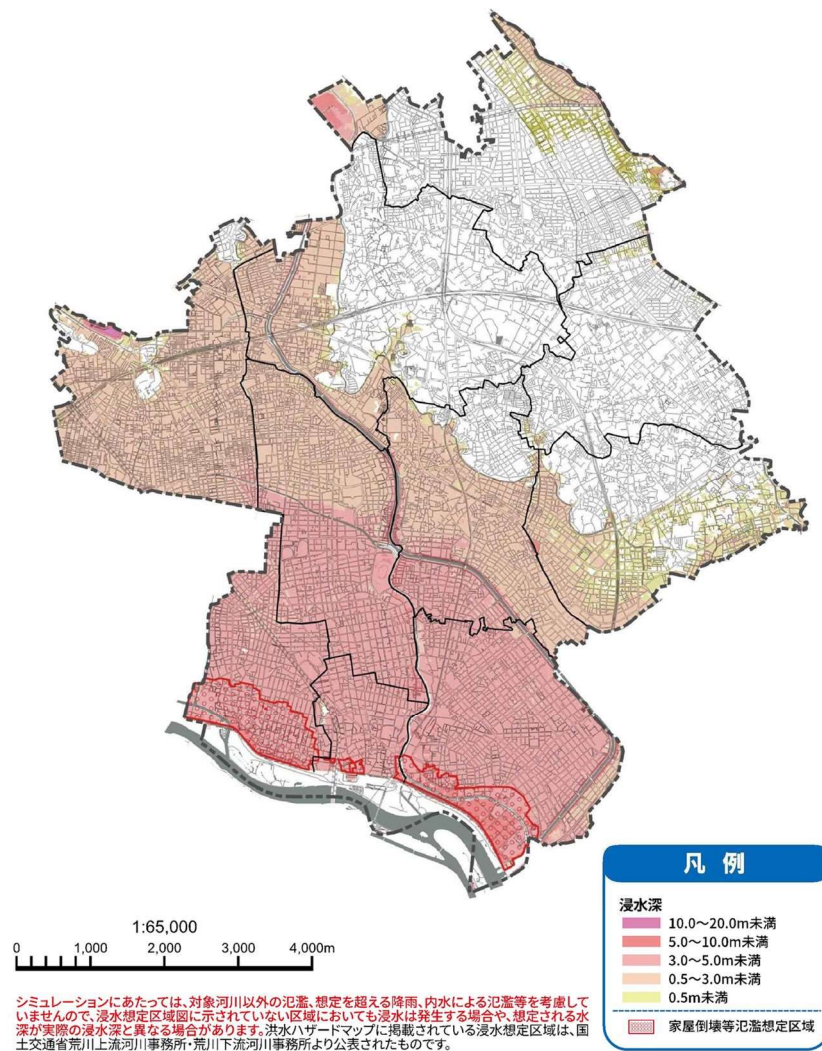 凡例
浸水深
10.0～20.0m未満
5.0～10.0m未満
3.0～5.0m未満
0.5～3.0m未満
0.5m未満
家屋倒壊等氾濫想定区域
1:65,000
0 1,000 2,000 3,000 4,000m
シミュレーションにあたっては、対象河川以外の氾濫、想定を超える降雨、内水による氾濫等を考慮して
いませんので、浸水想定区域図に示されていない区域においても浸水は発生する場合や、想定される水
深が実際の浸水深と異なる場合があります。洪水ハザードマップに掲載されている浸水想定区域は、国
土交通省荒川上流河川事務所・荒川下流河川事務所より公表されたものです。